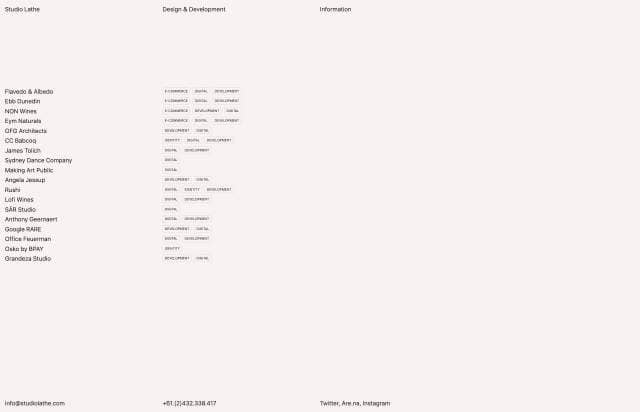 Studio Lathe Design & Development Information
Flavedo & Albedo E-COMMERCE DIGITAL DEVELOPMENT
Ebb Dunedin E-COMMERCE DIGITAL DEVELOPMENT
NON Wines E-COMMERCE DEVELOPMENT DIGITAL
Eym Naturals E-COMMERCE DIGITAL DEVELOPMENT
GFG Architects DEVELOPMENT DIGITAL
CC Babcoq IDENTITY DIGITAL DEVELOPMENT
James Tolich DIGITAL DEVELOPMENT
Sydney Dance Company DIGITAL
Making Art Public DIGITAL
Angela Jessup DEVELOPMENT DIGITAL
Rushi DIGITAL IDENTITY DEVELOPMENT
Lofi Wines DIGITAL DEVELOPMENT
SÄR Studio DIGITAL
Anthony Geernaert DIGITAL DEVELOPMENT
Google RARE DEVELOPMENT DIGITAL
Office Feuerman DIGITAL DEVELOPMENT
Osko by BPAY IDENTITY
Grandeza Studio DEVELOPMENT DIGITAL
info@studiolathe.com +61.(2)432.338.417 Twitter, Are.na, Instagram